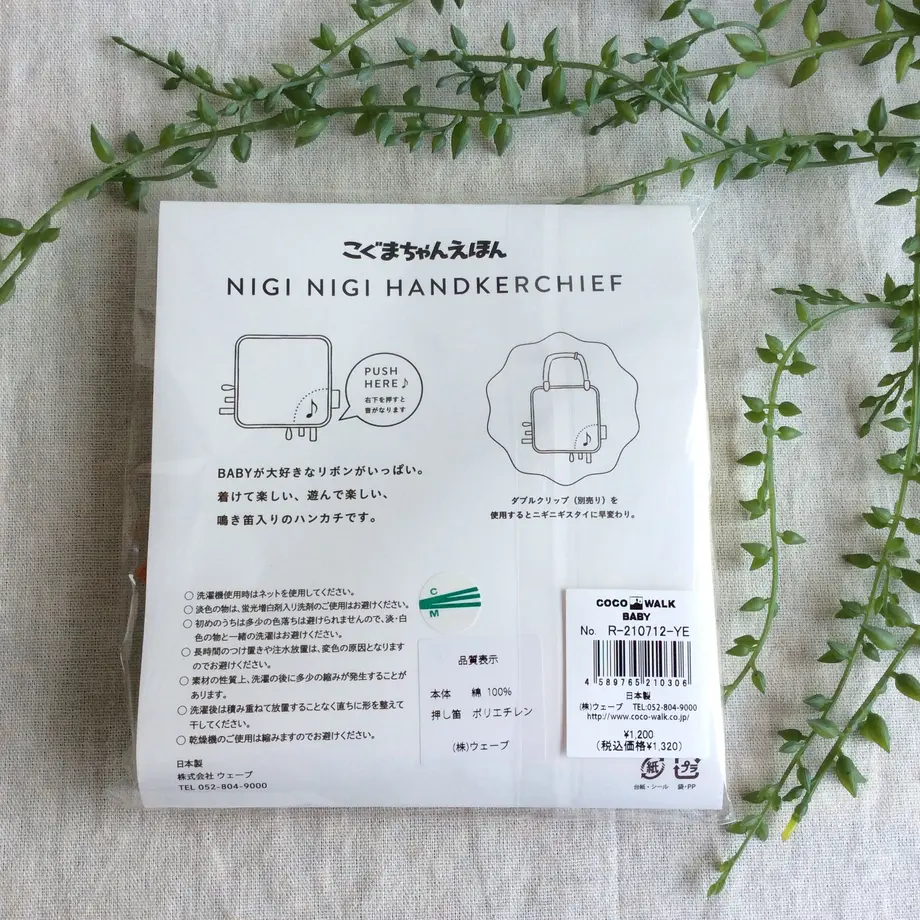 こぐまちゃんえほん
NIGI NIGI HANDKERCHIEF
PUSH
HERE♪
右下を押すと
音がなります
BABYが大好きなリボンがいっぱい。
着けて楽しい、遊んで楽しい、
鳴き笛入りのハンカチです。
ダブルクリップ（別売り）を
使用するとニギニギスタイに早変わり。
○ 洗濯機使用時はネットを使用してください。
○ 淡色の物は、蛍光増白剤入り洗剤のご使用はお避けください。
○ 初めのうちは多少の色落ちは避けられませんので、淡・白
色の物と一緒の洗濯はお避けください。
○ 長時間のつけ置きや注水放置は、変色の原因となります
のでお避けください。
○ 素材の性質上、洗濯の後に多少の縮みが発生することが
あります。
○ 洗濯後は積み重ねて放置することなく直ちに形を整えて
干してください。
○ 乾燥機のご使用は縮みますのでお避けください。
日本製
株式会社 ウェーブ
TEL 052-804-9000
C
M
品質表示
本体 綿 100%
押し笛 ポリエチレン
(株)ウェーブ
COCO WALK
BABY
No. R-210712-YE
4 589765 210306
日本製
(株)ウェーブ TEL:052-804-9000
http://www.coco-walk.co.jp/
¥1,200
(税込価格¥1,320)
紙 プラ
台紙・シール 袋・PP